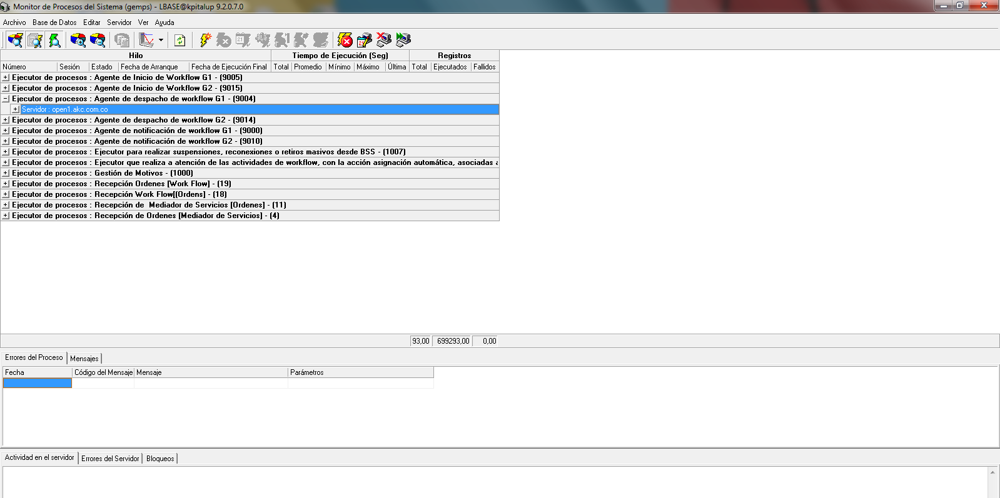 Monitor de Procesos del Sistema (gemps) - LBASE@kpitalup 9.2.0.7.0
Archivo Base de Datos Editar Servidor Ver Ayuda
Hilo Tiempo de Ejecución (Seg) Registros
Número Sesión Estado Fecha de Arranque Fecha de Ejecución Final Total Promedio Mínimo Máximo Última Total Ejecutados Fallidos
Ejecutor de procesos : Agente de Inicio de Workflow G1 - (9005)
Ejecutor de procesos : Agente de Inicio de Workflow G2 - (9015)
Ejecutor de procesos : Agente de despacho de workflow G1 - (9004)
Servidor : open1.akc.com.co
Ejecutor de procesos : Agente de despacho de workflow G2 - (9014)
Ejecutor de procesos : Agente de notificación de workflow G1 - (9000)
Ejecutor de procesos : Agente de notificación de workflow G2 - (9010)
Ejecutor de procesos : Ejecutor para realizar suspensiones, reconexiones o retiros masivos desde BSS - (1007)
Ejecutor de procesos : Ejecutor que realiza a atención de las actividades de workflow, con la acción asignación automática, asociadas a
Ejecutor de procesos : Gestión de Motivos - (1000)
Ejecutor de procesos : Recepción Ordenes [Work Flow] - (19)
Ejecutor de procesos : Recepción Work Flow[(Ordens] - (18)
Ejecutor de procesos : Recepción de  Mediador de Servicios [Ordenes] - (11)
Ejecutor de procesos : Recepción de Ordenes [Mediador de Servicios] - (4)
93,00 699293,00 0,00
Errores del Proceso Mensajes
Fecha Código del Mensaje Mensaje Parámetros
Actividad en el servidor Errores del Servidor Bloqueos